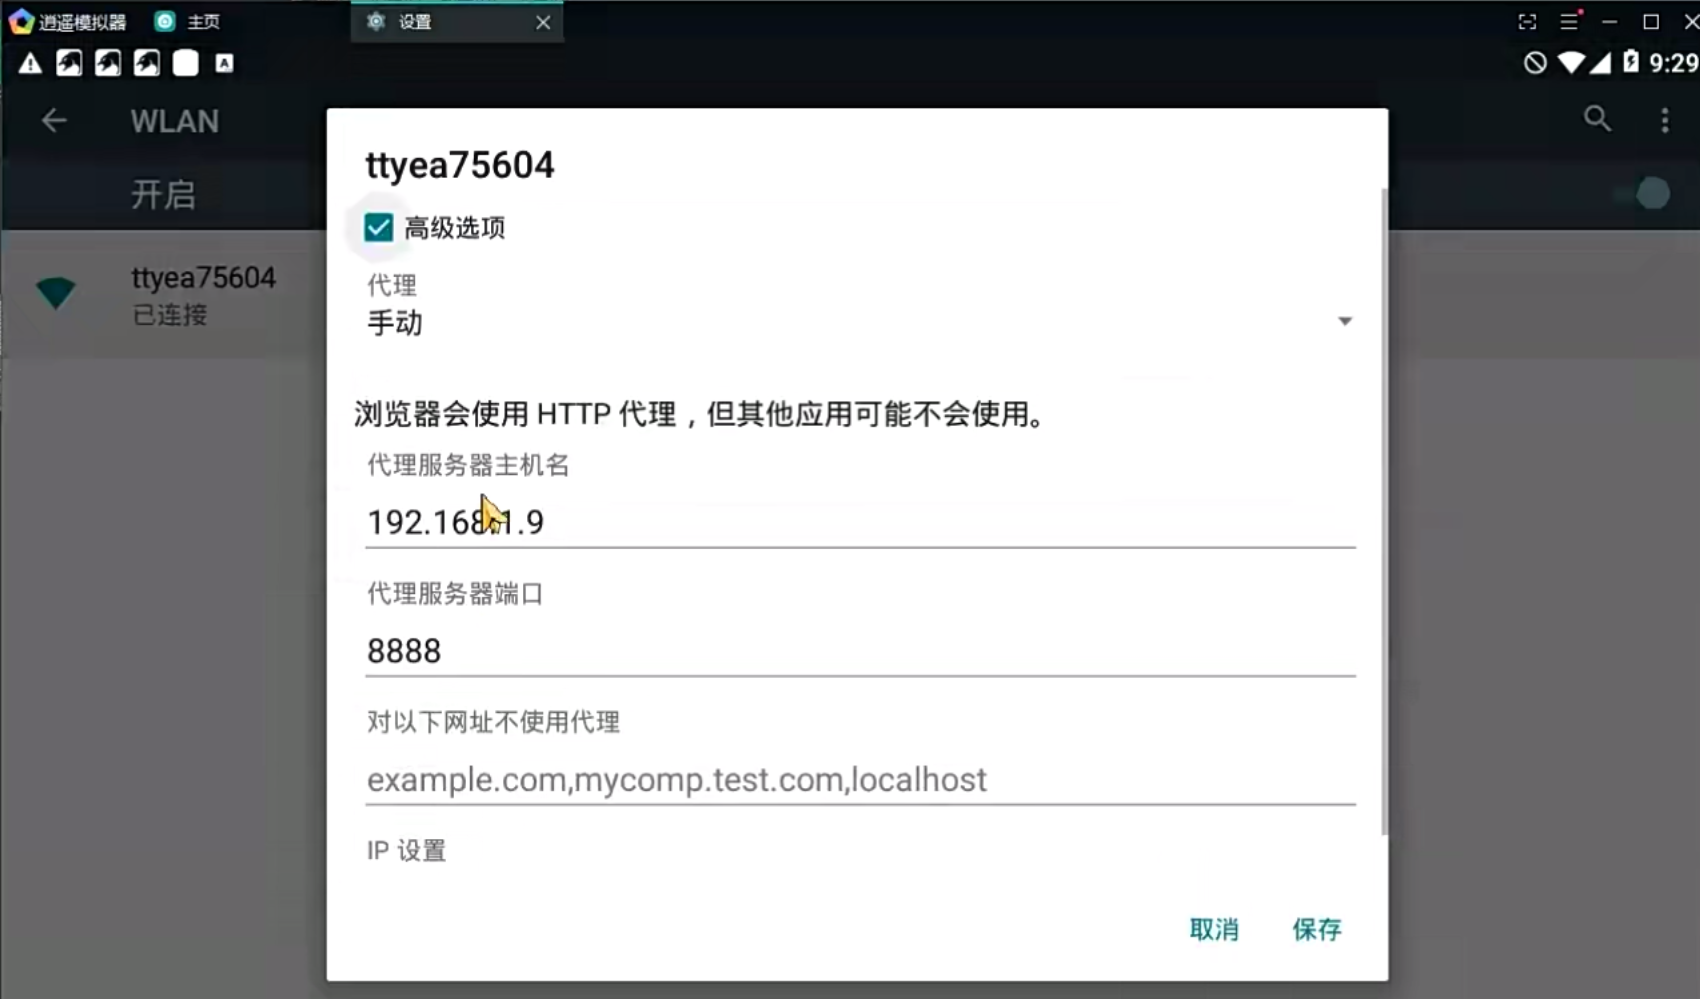 逍遥模拟器 主页 设置
A 9:29
WLAN
开启
ttyea75604
已连接
ttyea75604
高级选项
代理
手动
浏览器会使用 HTTP 代理，但其他应用可能不会使用。
代理服务器主机名
192.168.1.9
代理服务器端口
8888
对以下网址不使用代理
example.com,mycomp.test.com,localhost
IP 设置
取消 保存